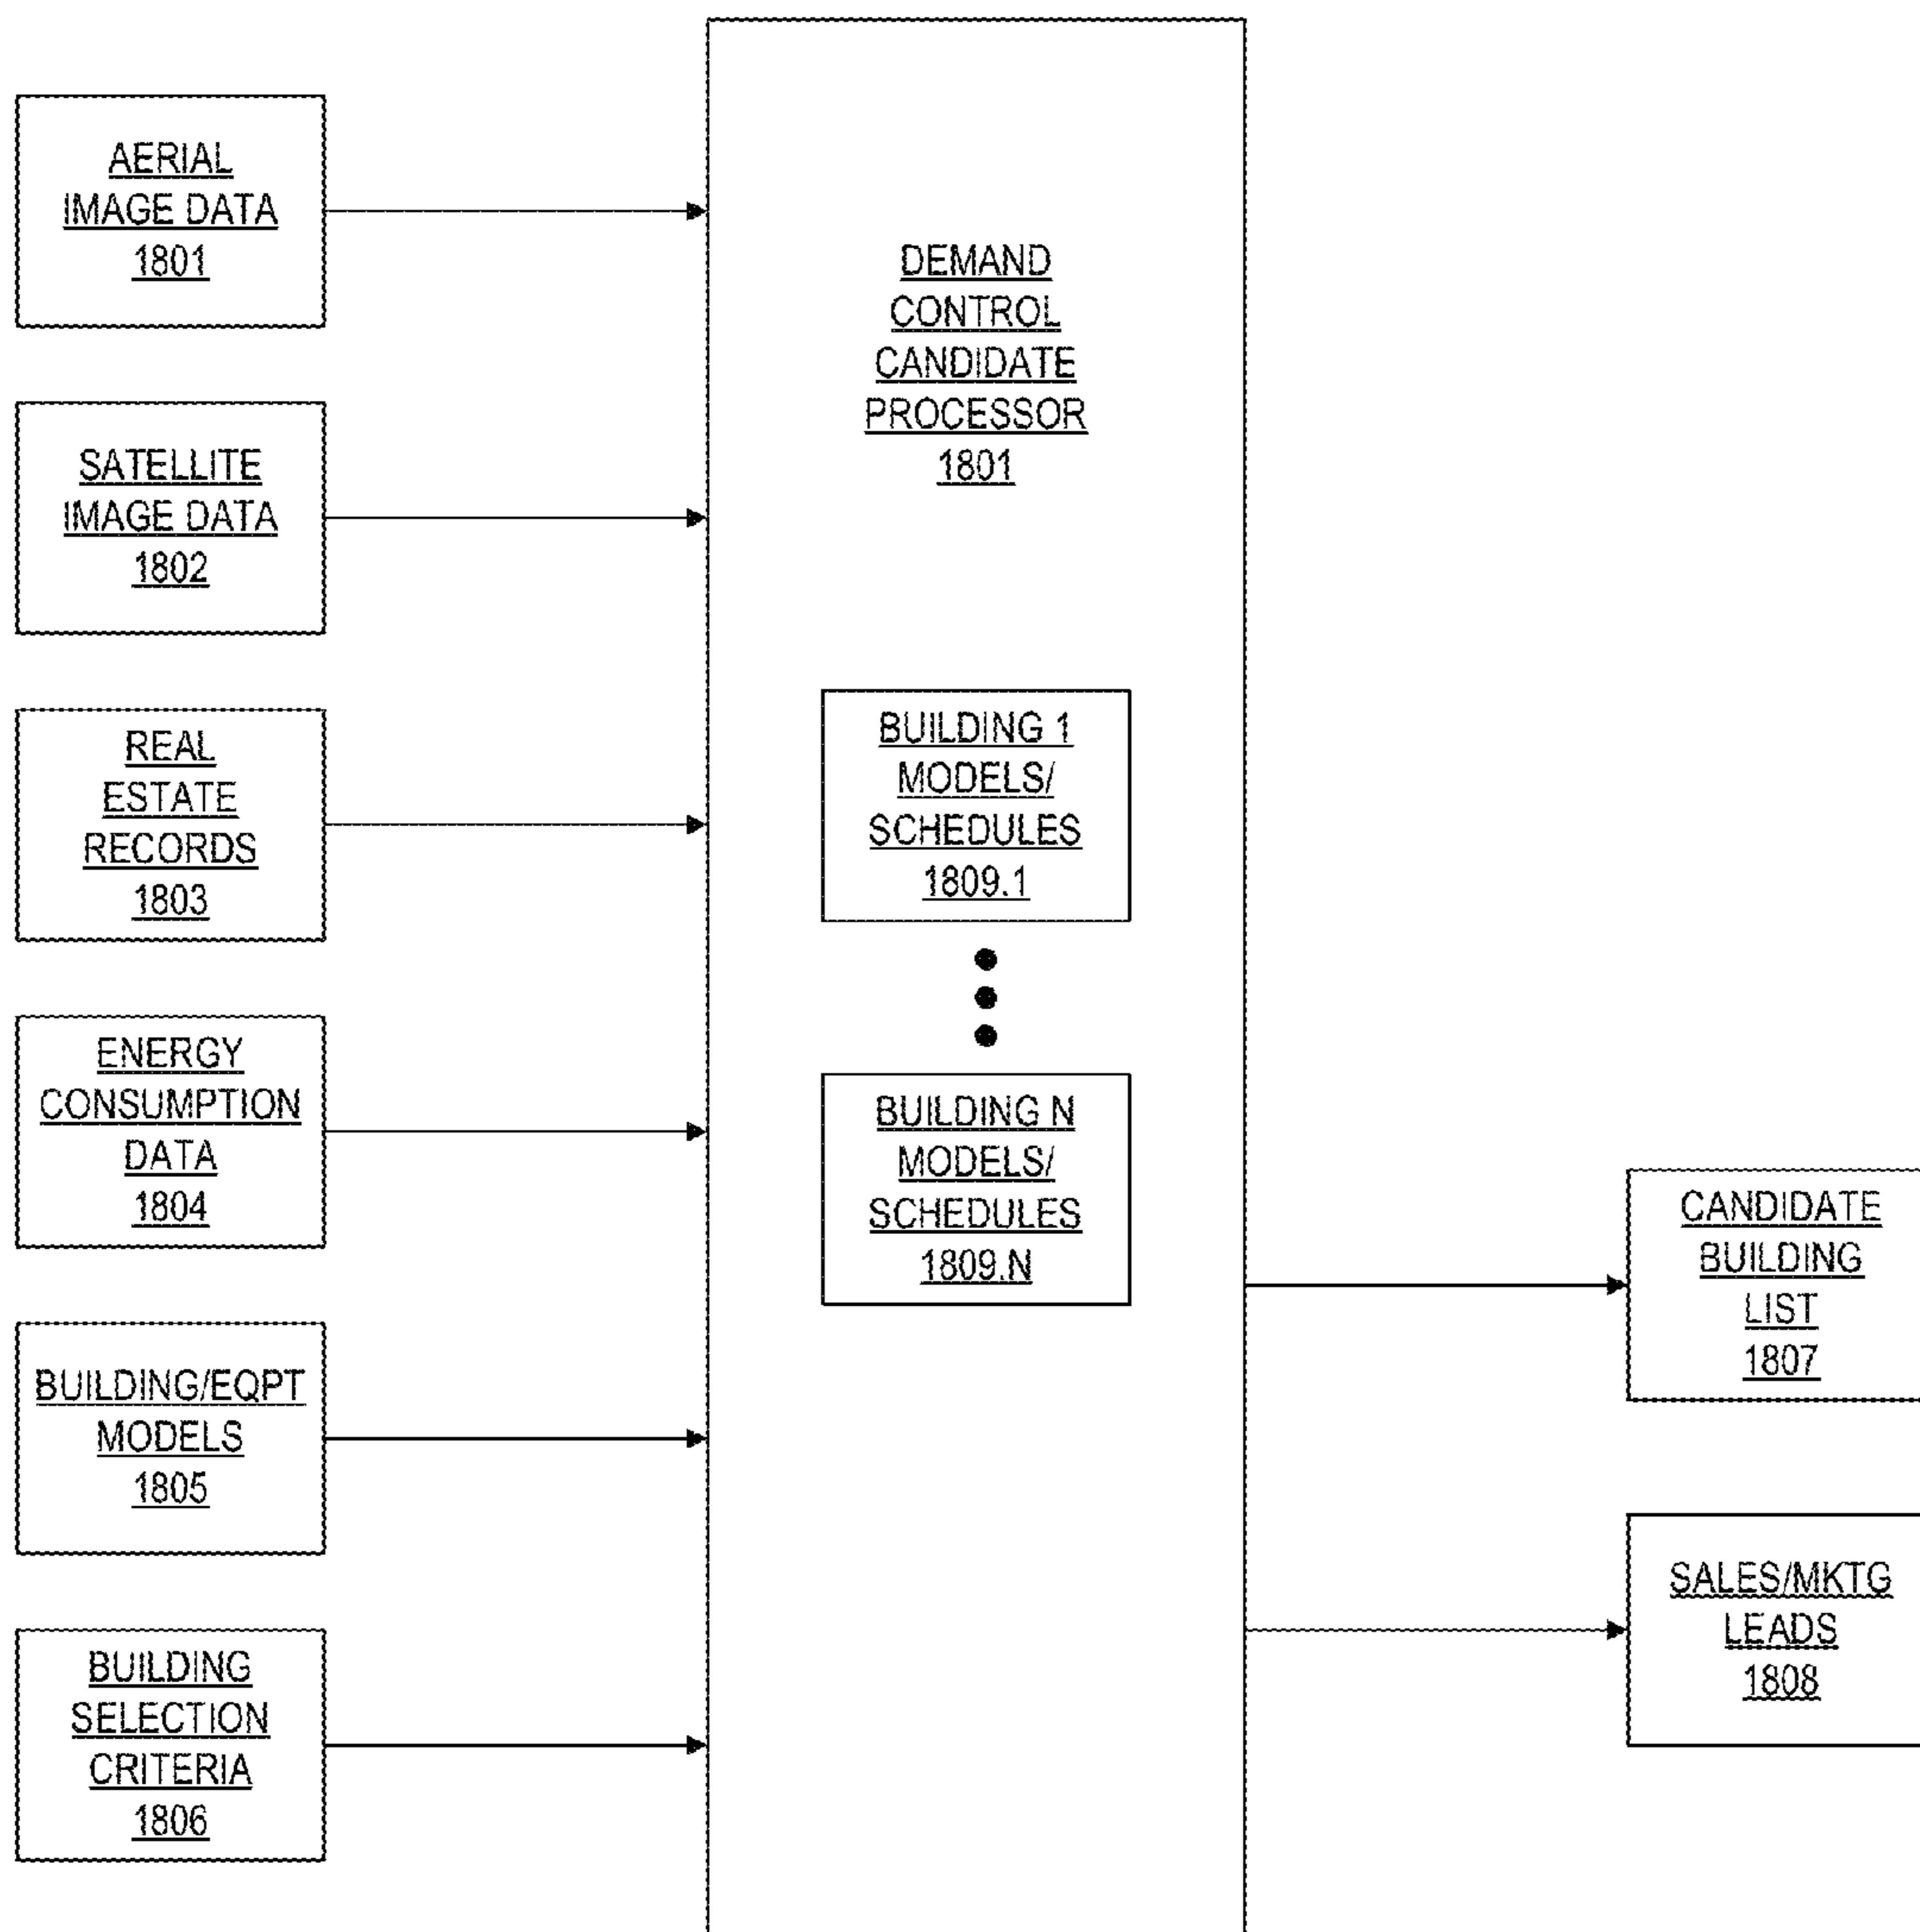 AERIAL
IMAGE DATA
1801
SATELLITE
IMAGE DATA
1802
REAL
ESTATE
RECORDS
1803
ENERGY
CONSUMPTION
DATA
1804
BUILDING/EQPT
MODELS
1805
BUILDING
SELECTION
CRITERIA
1806
DEMAND
CONTROL
CANDIDATE
PROCESSOR
1801
BUILDING 1
MODELS/
SCHEDULES
1809.1
BUILDING N
MODELS/
SCHEDULES
1809.N
CANDIDATE
BUILDING
LIST
1807
SALES/MKTG
LEADS
1808